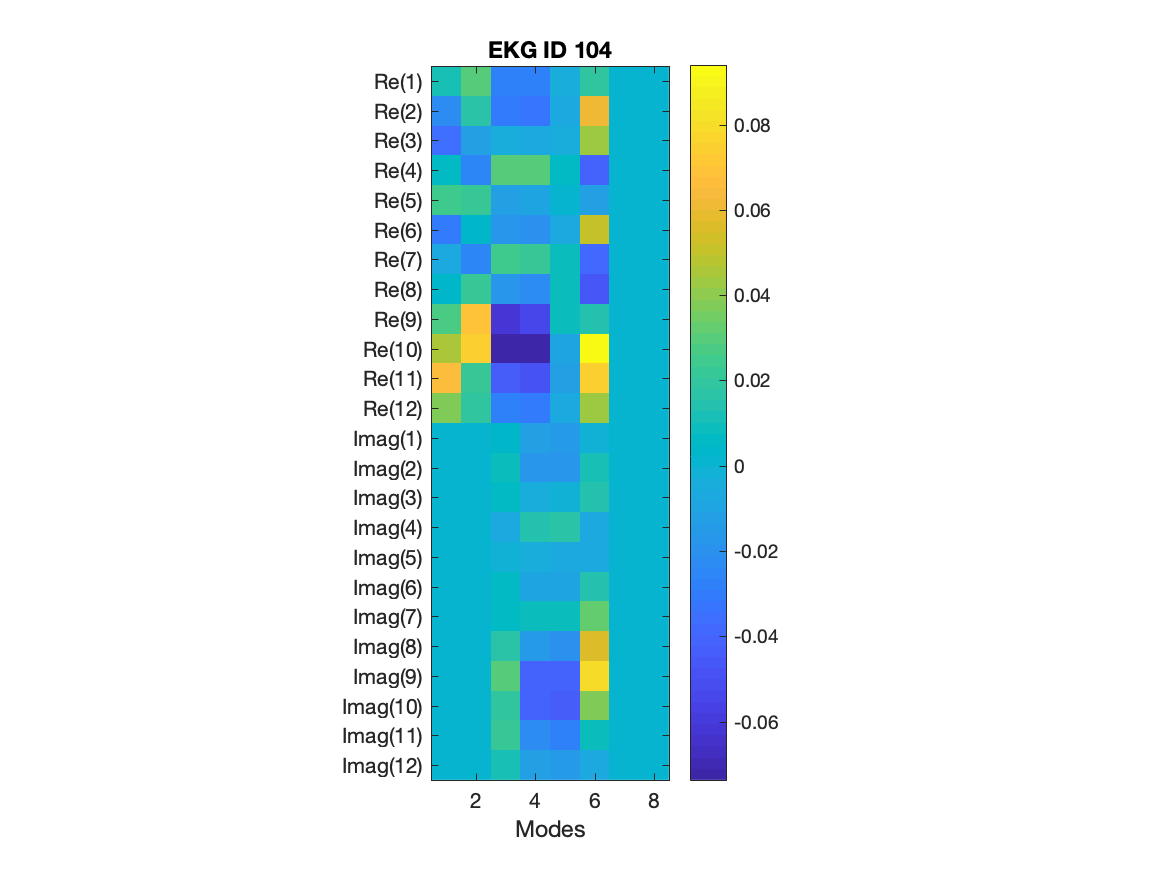 EKG ID 104
Re(1)
Re(2)
Re(3)
Re(4)
Re(5)
Re(6)
Re(7)
Re(8)
Re(9)
Re(10)
Re(11)
Re(12)
Imag(1)
Imag(2)
Imag(3)
Imag(4)
Imag(5)
Imag(6)
Imag(7)
Imag(8)
Imag(9)
Imag(10)
Imag(11)
Imag(12)
2 4 6 8
Modes
0.08
0.06
0.04
0.02
0
-0.02
-0.04
-0.06